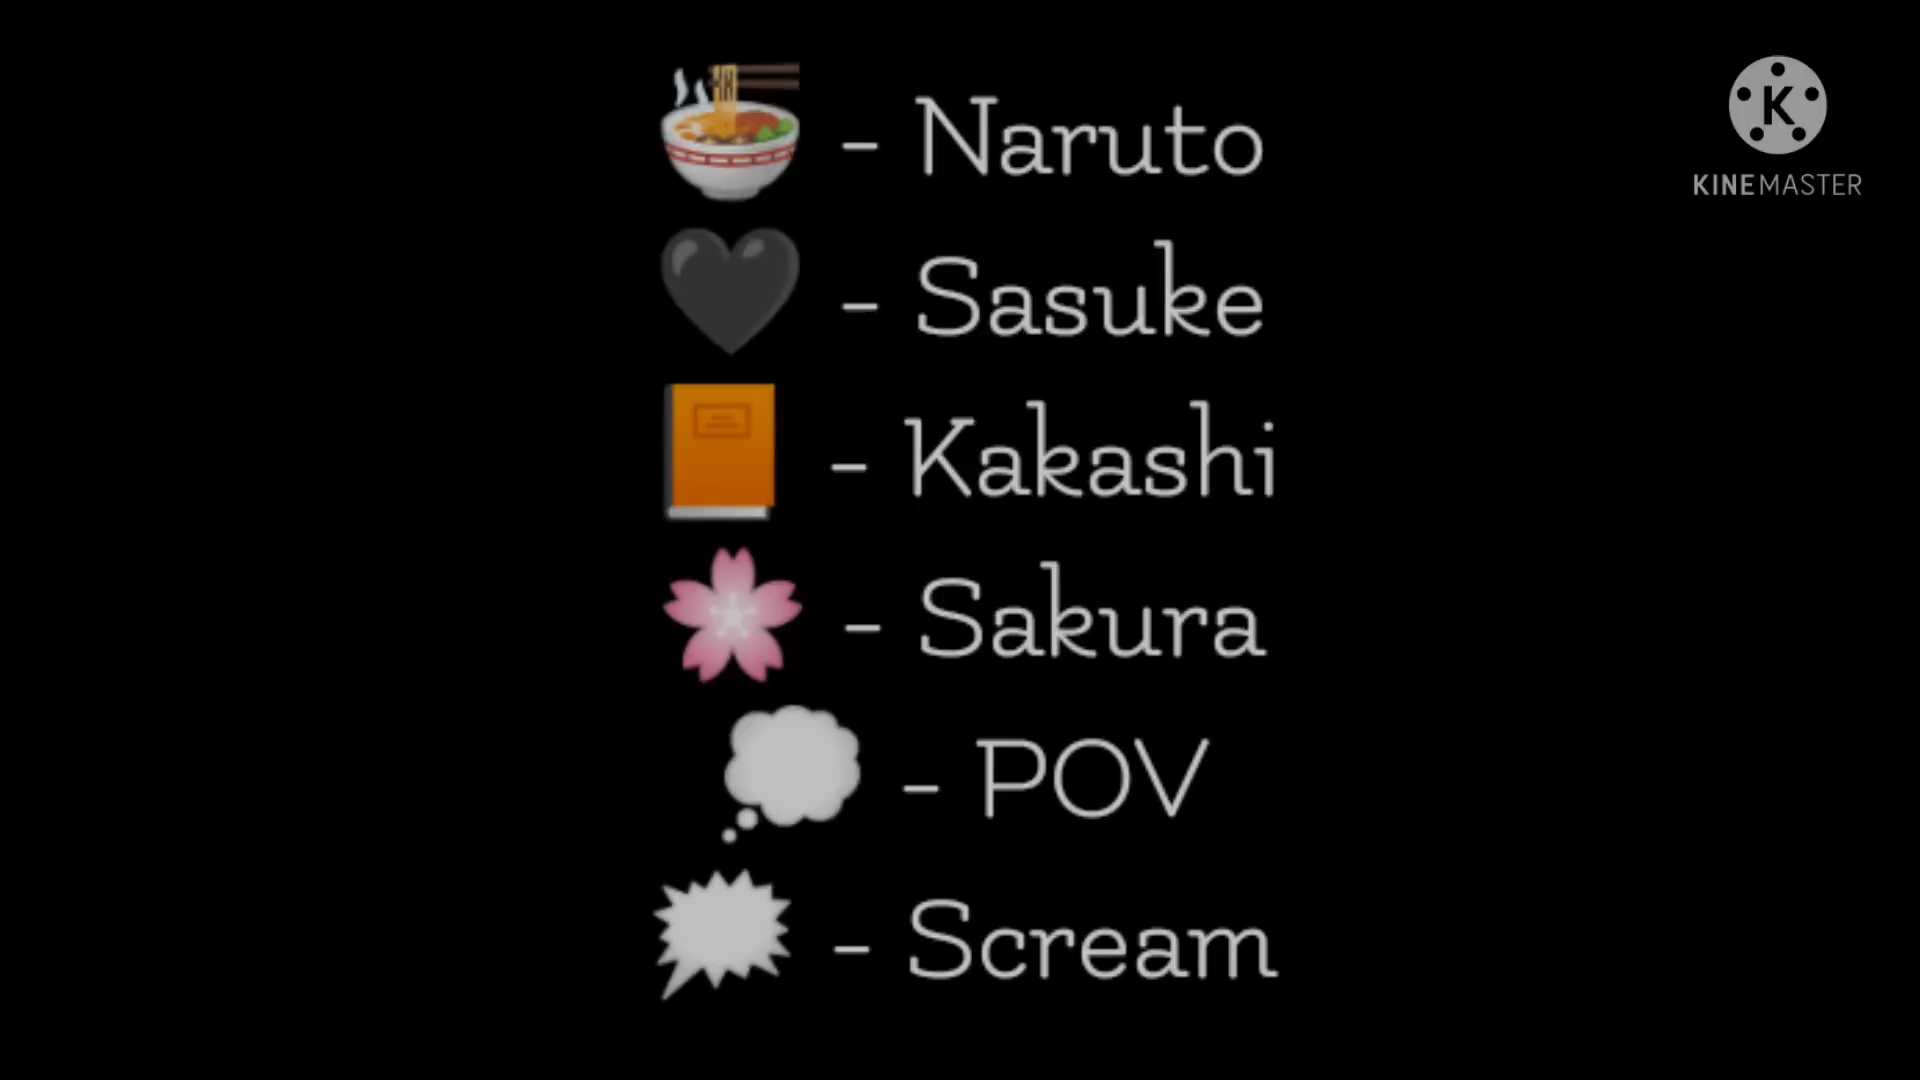 🍜 - Naruto
🖤 - Sasuke
📙 - Kakashi
🌸 - Sakura
💭 - POV
🗯 - Scream
K
KINEMASTER